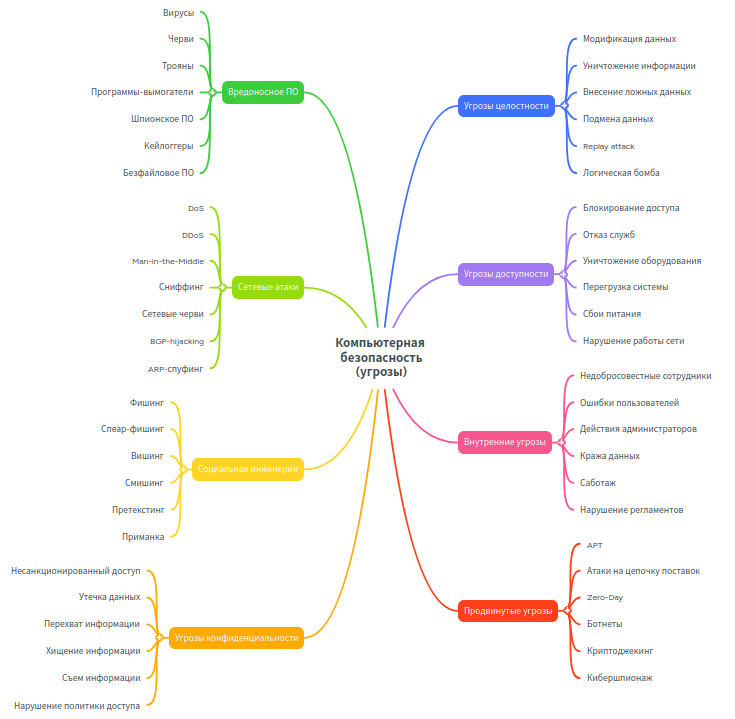 Компьютерная
безопасность
(угрозы)
Вредоносное ПО
Вирусы
Черви
Трояны
Программы-вымогатели
Шпионское ПО
Кейлоггеры
Безфайловое ПО
Сетевые атаки
DoS
DDoS
Man-in-the-Middle
Сниффинг
Сетевые черви
BGP-hijacking
ARP-спуфинг
Социальная инженерия
Фишинг
Спеар-фишинг
Вишинг
Смишинг
Претекстинг
Приманка
Угрозы конфиденциальности
Несанкционированный доступ
Утечка данных
Перехват информации
Хищение информации
Съем информации
Нарушение политики доступа
Угрозы целостности
Модификация данных
Уничтожение информации
Внесение ложных данных
Подмена данных
Replay attack
Логическая бомба
Угрозы доступности
Блокирование доступа
Отказ служб
Уничтожение оборудования
Перегрузка системы
Сбои питания
Нарушение работы сети
Внутренние угрозы
Недобросовестные сотрудники
Ошибки пользователей
Действия администраторов
Кража данных
Саботаж
Нарушение регламентов
Продвинутые угрозы
APT
Атаки на цепочку поставок
Zero-Day
Ботнеты
Криптоджекинг
Кибершпионаж